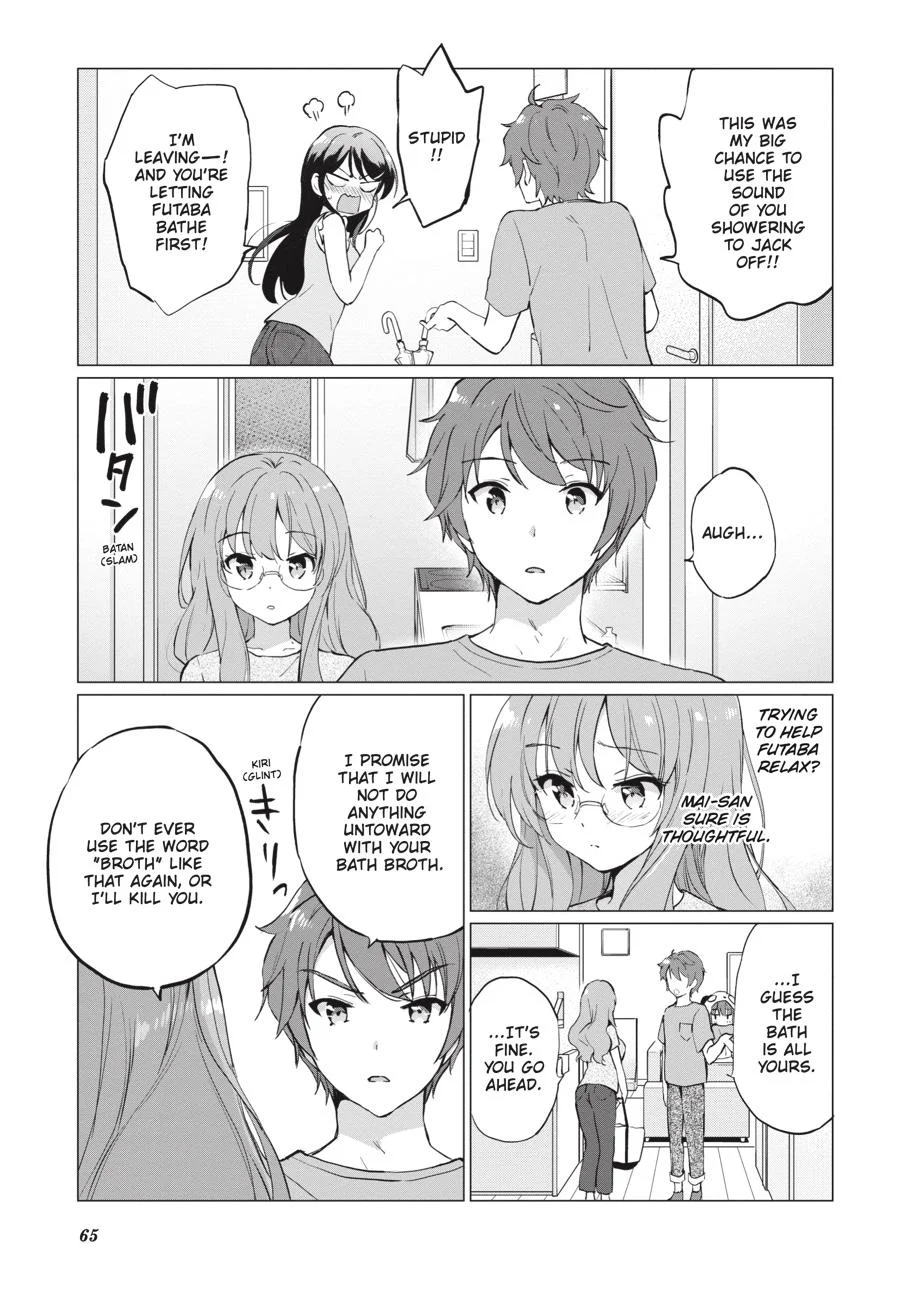 THIS WAS
MY BIG
CHANCE TO
USE THE
SOUND
OF YOU
SHOWERING
TO JACK
OFF!!
STUPID
!!
I'M
LEAVING—!
AND YOU'RE
LETTING
FUTABA
BATHE
FIRST!
AUGH...
バタン
BATAN
(SLAM)
TRYING
TO HELP
FUTABA
RELAX?
MAI-SAN
SURE IS
THOUGHTFUL.
...I
GUESS
THE
BATH
IS ALL
YOURS.
...IT'S
FINE.
YOU GO
AHEAD.
I PROMISE
THAT I WILL
NOT DO
ANYTHING
UNTOWARD
WITH YOUR
BATH BROTH.
KIRI
(GLINT)
キリッ
DON'T EVER
USE THE WORD
"BROTH" LIKE
THAT AGAIN, OR
I'LL KILL YOU.
65